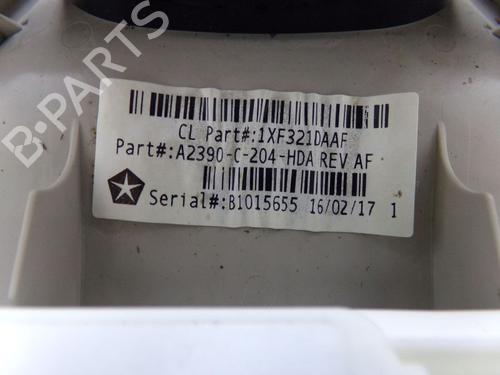 CL Part#:1XF321DAAF
Part#:A2390-C-204-HDA REV AF
Serial#:B1015655 16/02/17 1
B-PARTS